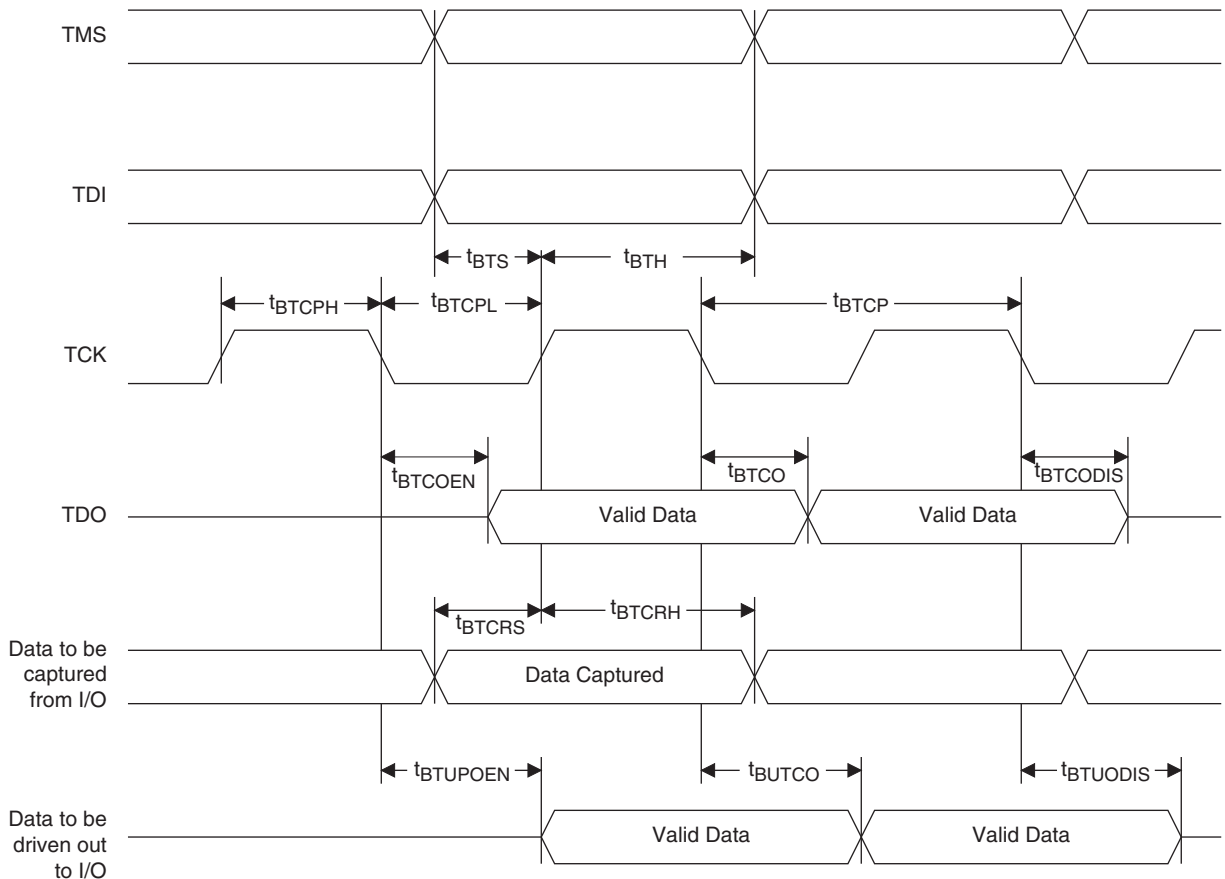 TMS
TDI
tBTS
tBTH
tBTCPH
tBTCPL
tBTCP
TCK
tBTCOEN
tBTCO
tBTCODIS
TDO
Valid Data
Valid Data
tBTCRS
tBTCRH
Data to be
captured
from I/O
Data Captured
tBTUPOEN
tBUTCO
tBTUODIS
Data to be
driven out
to I/O
Valid Data
Valid Data